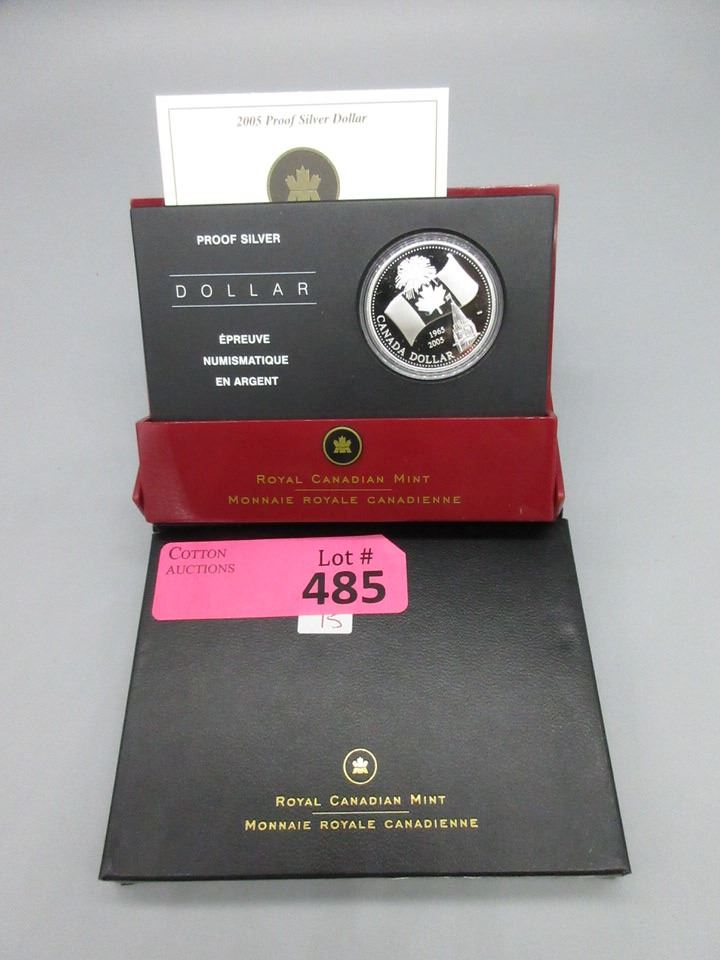 2005 Proof Silver Dollar
PROOF SILVER
DOLLAR
ÉPREUVE
NUMISMATIQUE
EN ARGENT
1965
2005
CANADA DOLLAR
ROYAL CANADIAN MINT
MONNAIE ROYALE CANADIENNE
COTTON
AUCTIONS
Lot #
485
15
ROYAL CANADIAN MINT
MONNAIE ROYALE CANADIENNE